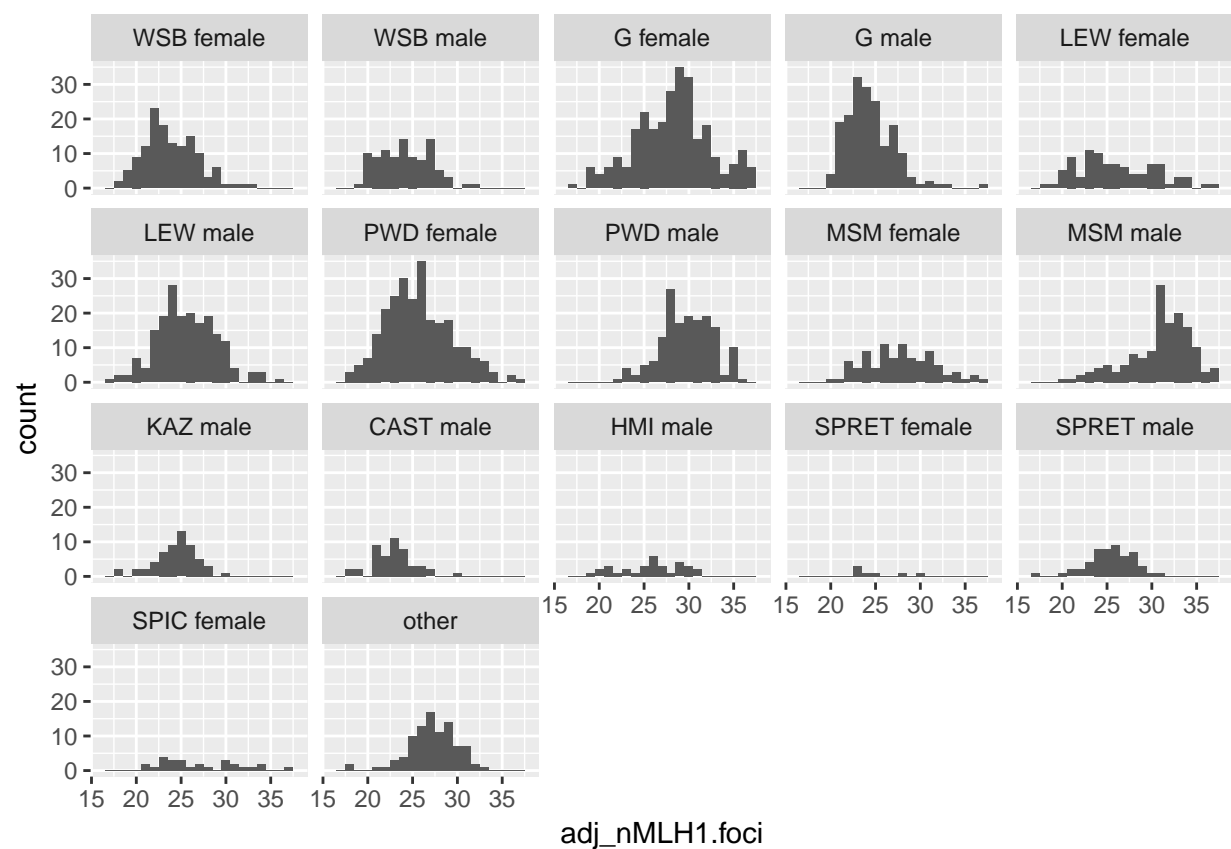 WSB female WSB male G female G male LEW female
30
20
10
0
LEW male PWD female PWD male MSM female MSM male
30
20
10
0
count
KAZ male CAST male HMI male SPRET female SPRET male
30
20
10
0
15 20 25 30 35 15 20 25 30 35 15 20 25 30 35
SPIC female other
30
20
10
0
15 20 25 30 35 15 20 25 30 35
adj_nMLH1.foci